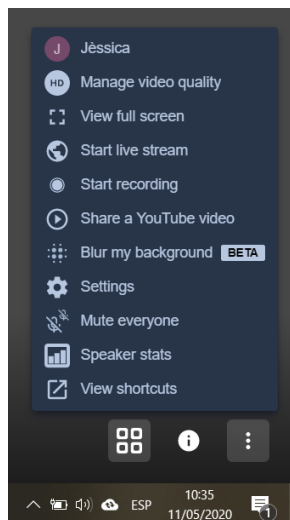 J Jèssica
HD Manage video quality
View full screen
Start live stream
Start recording
Share a YouTube video
Blur my background BETA
Settings
Mute everyone
Speaker stats
View shortcuts
ESP
10:35
11/05/2020
1